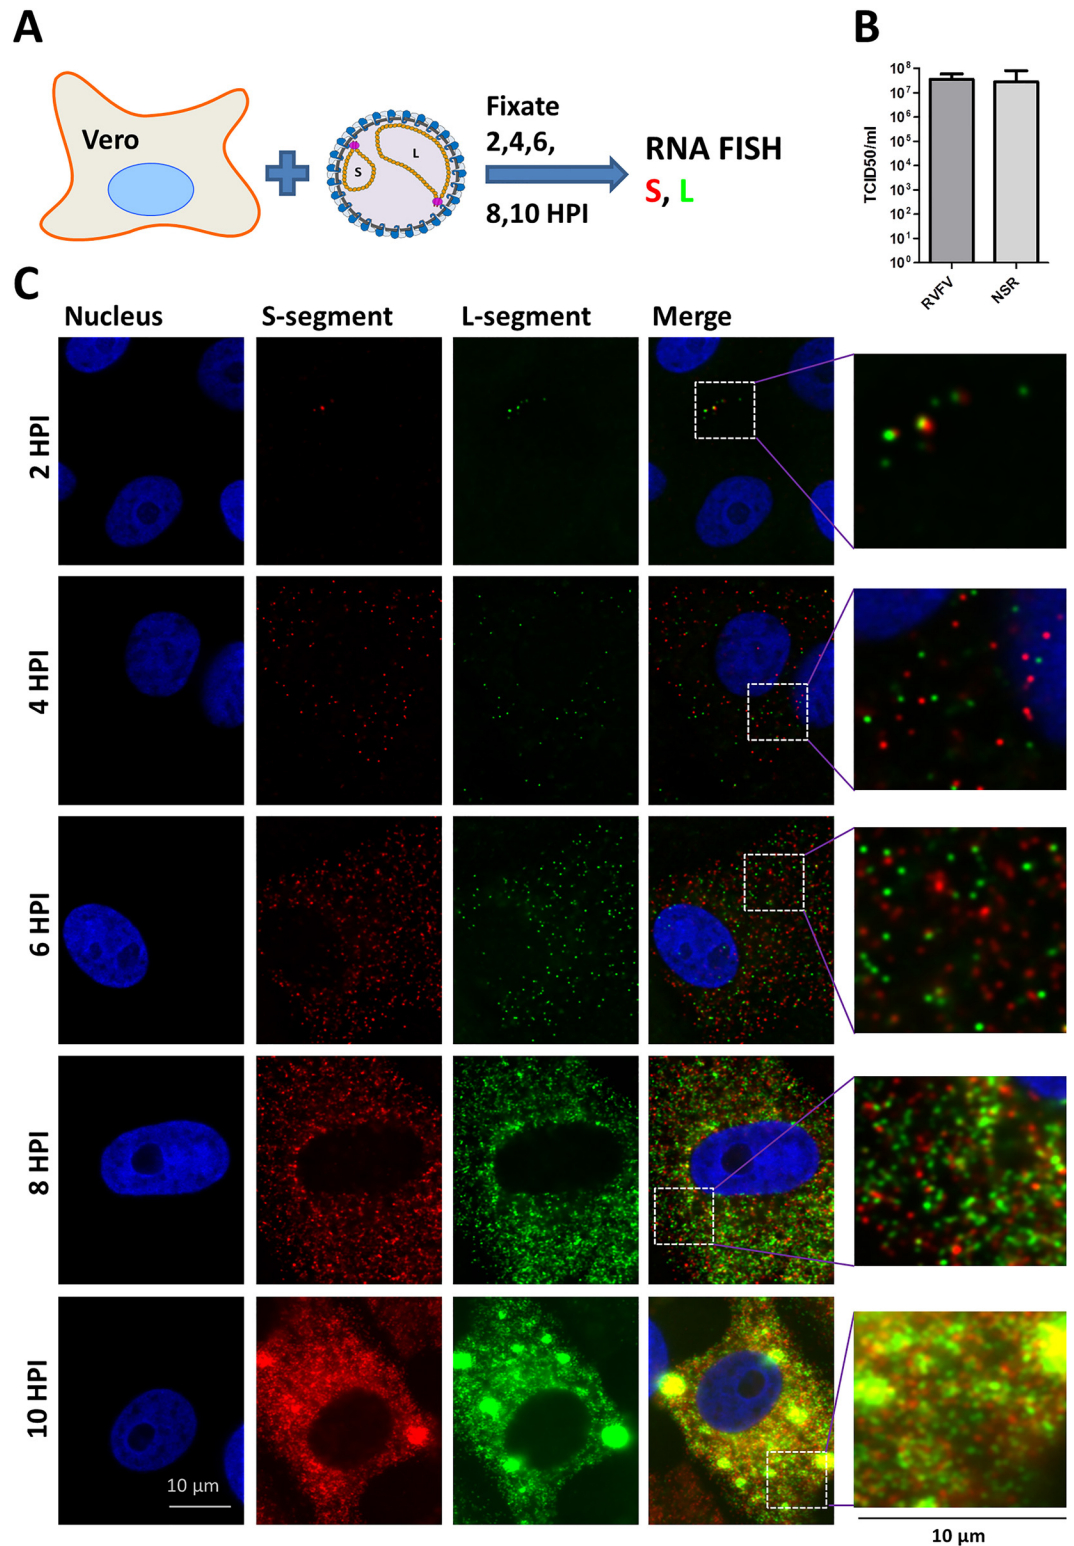 A
Vero
S
L
Fixate
2,4,6,
8,10 HPI
RNA FISH
S, L
B
TCID50/ml
10⁸
10⁷
10⁶
10⁵
10⁴
10³
10²
10¹
10⁰
RVFV
NSR
C
Nucleus
S-segment
L-segment
Merge
2 HPI
4 HPI
6 HPI
8 HPI
10 HPI
10 μm
10 μm